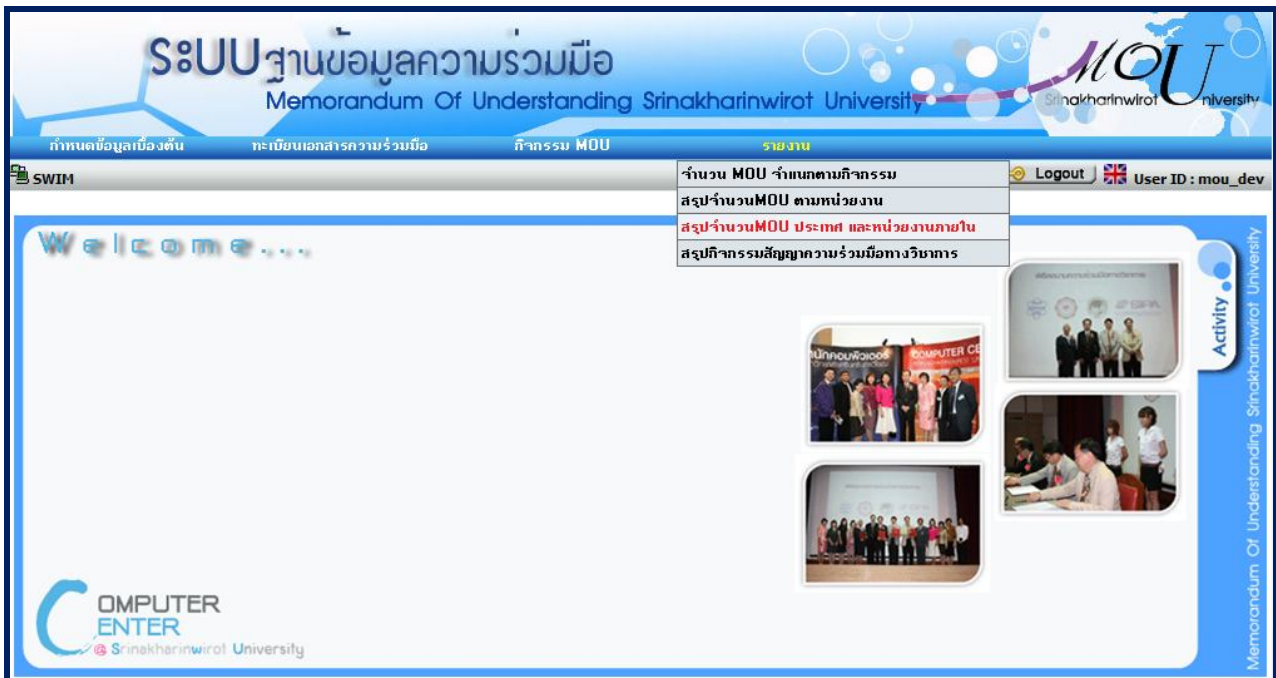 ระบบฐานข้อมูลความร่วมมือ
Memorandum Of Understanding Srinakharinwirot University
MOU
Srinakharinwirot University
กำหนดข้อมูลเบื้องต้น ทะเบียนเอกสารความร่วมมือ กิจกรรม MOU รายงาน
SWIM
Logout User ID : mou_dev
จำนวน MOU จำแนกตามกิจกรรม
สรุปจำนวนMOU ตามหน่วยงาน
สรุปจำนวนMOU ประเทศ และหน่วยงานภายใน
สรุปกิจกรรมสัญญาความร่วมมือทางวิชาการ
Welcome....
Activity
Memorandum Of Understanding Srinakharinwirot University
SIPA
COMPUTER CE
COMPUTER
CENTER
@ Srinakharinwirot University